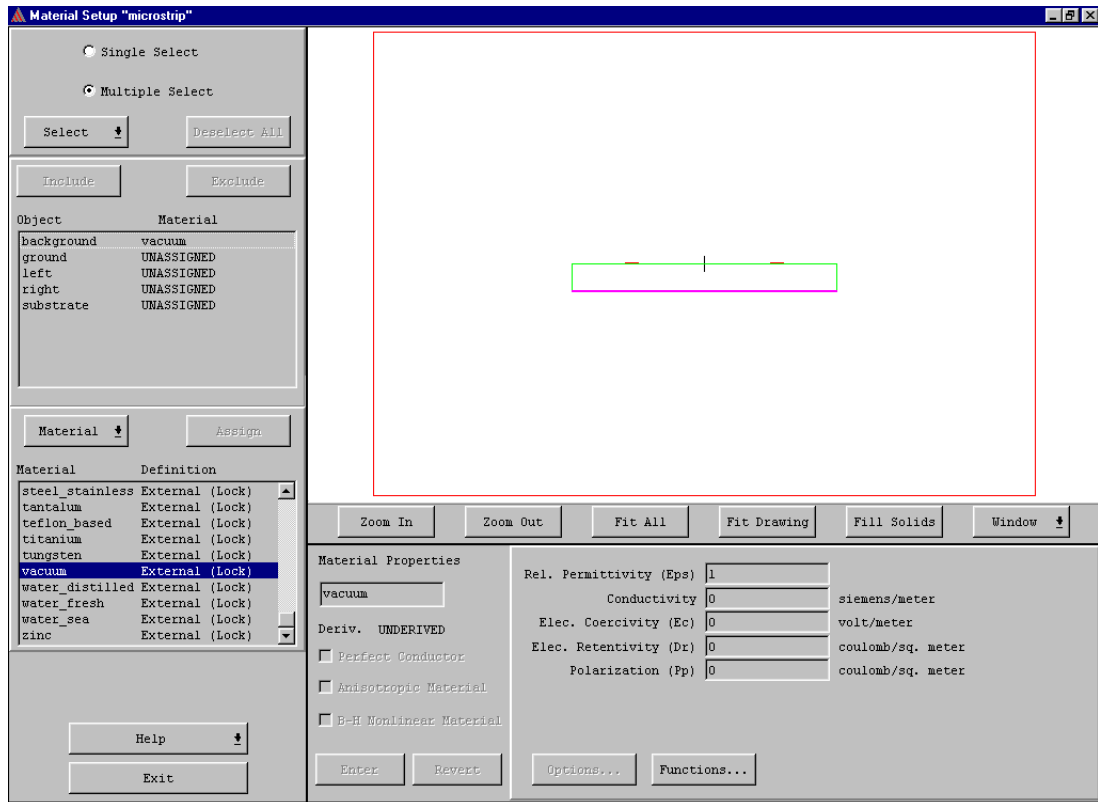 Material Setup "microstrip"
Single Select
Multiple Select
Select Deselect All
Include Exclude
Object Material
background vacuum
ground UNASSIGNED
left UNASSIGNED
right UNASSIGNED
substrate UNASSIGNED
Material Assign
Material Definition
steel_stainless External (Lock)
tantalum External (Lock)
teflon_based External (Lock)
titanium External (Lock)
tungsten External (Lock)
vacuum External (Lock)
water_distilled External (Lock)
water_fresh External (Lock)
water_sea External (Lock)
zinc External (Lock)
Help
Exit
Zoom In Zoom Out Fit All Fit Drawing Fill Solids Window
Material Properties
vacuum
Deriv. UNDERIVED
Perfect Conductor
Anisotropic Material
B-H Nonlinear Material
Enter Revert
Rel. Permittivity (Eps) 1
Conductivity 0 siemens/meter
Elec. Coercivity (Ec) 0 volt/meter
Elec. Retentivity (Dr) 0 coulomb/sq. meter
Polarization (Pp) 0 coulomb/sq. meter
Options... Functions...